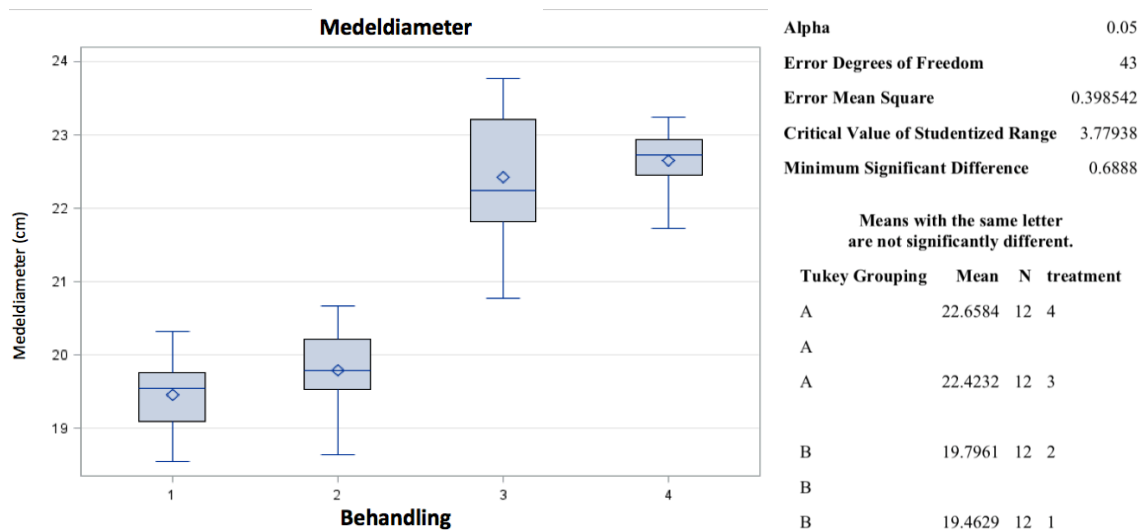 Medeldiameter
Medeldiameter (cm)
24
23
22
21
20
19
1 2 3 4
Behandling
Alpha 0.05
Error Degrees of Freedom 43
Error Mean Square 0.398542
Critical Value of Studentized Range 3.77938
Minimum Significant Difference 0.6888
Means with the same letter
are not significantly different.
Tukey Grouping Mean N treatment
A 22.6584 12 4
A
A 22.4232 12 3
B 19.7961 12 2
B
B 19.4629 12 1